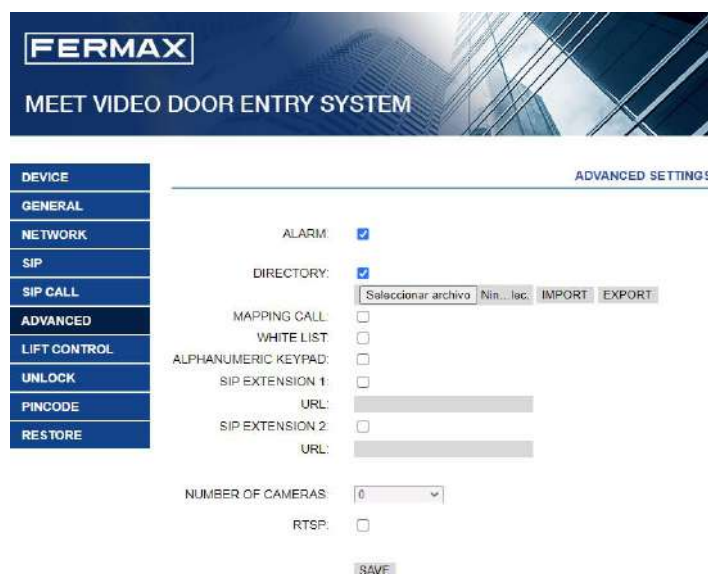 FERMAX
MEET VIDEO DOOR ENTRY SYSTEM
DEVICE
GENERAL
NETWORK
SIP
SIP CALL
ADVANCED
LIFT CONTROL
UNLOCK
PINCODE
RESTORE
ADVANCED SETTINGS
ALARM:
DIRECTORY:
Seleccionar archivo Nin...lec. IMPORT EXPORT
MAPPING CALL:
WHITE LIST:
ALPHANUMERIC KEYPAD:
SIP EXTENSION 1:
URL:
SIP EXTENSION 2:
URL:
NUMBER OF CAMERAS: 0
RTSP:
SAVE